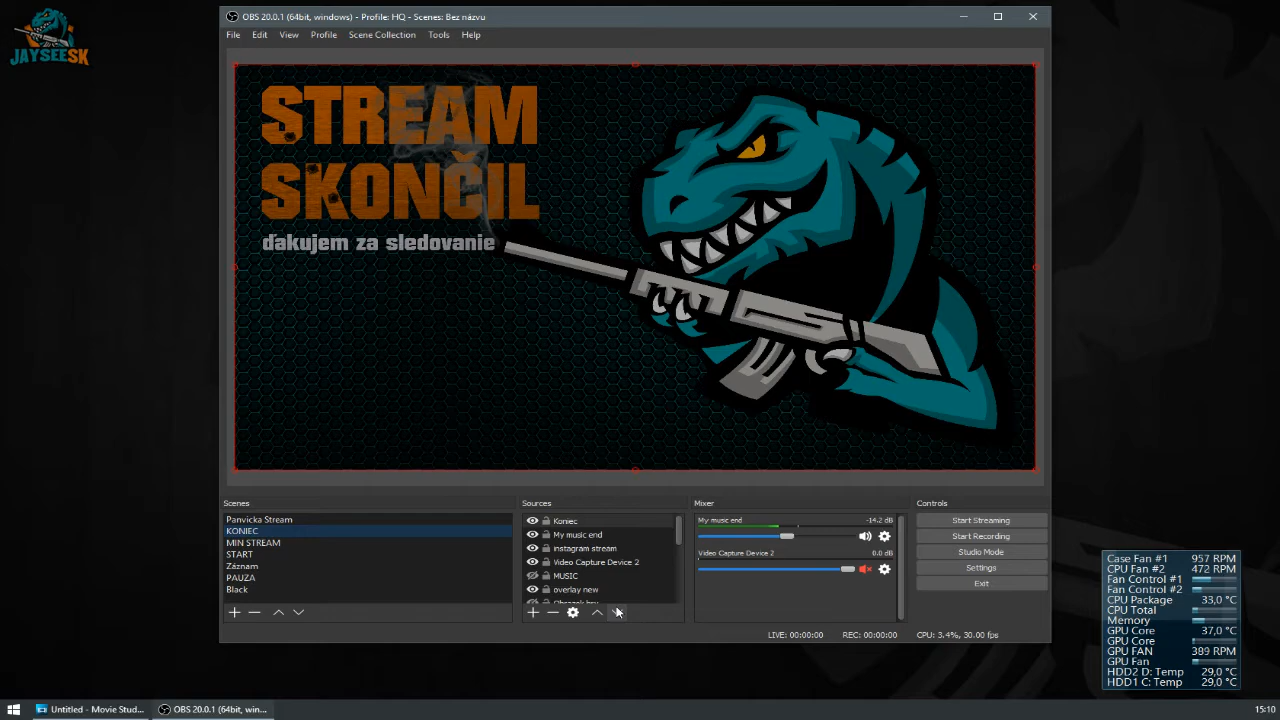 JAYSEESK
OBS 20.0.1 (64bit, windows) - Profile: HQ - Scenes: Bez názvu
File Edit View Profile Scene Collection Tools Help
STREAM
SKONČIL
ďakujem za sledovanie
Scenes
Panvicka Stream
KONIEC
MIN STREAM
START
Záznam
PAUZA
Black
Sources
Koniec
My music end
instagram stream
Video Capture Device 2
MUSIC
overlay new
Mixer
My music end -14.2 dB
Video Capture Device 2 0.0 dB
Controls
Start Streaming
Start Recording
Studio Mode
Settings
Exit
LIVE: 00:00:00 REC: 00:00:00 CPU: 3.4%, 30.00 fps
Case Fan #1 957 RPM
CPU Fan #2 472 RPM
Fan Control #1
Fan Control #2
CPU Package 33,0 °C
CPU Total
Memory
GPU Core 37,0 °C
GPU Core
GPU FAN 389 RPM
GPU Fan
HDD2 D: Temp 29,0 °C
HDD1 C: Temp 29,0 °C
Untitled - Movie Stud...
OBS 20.0.1 (64bit, win...
15:10